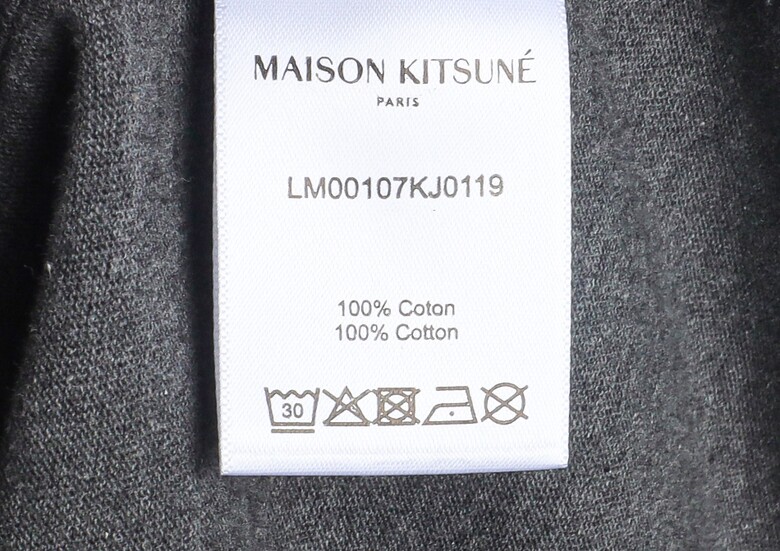 MAISON KITSUNÉ
PARIS
LM00107KJ0119
100% Coton
100% Cotton
30